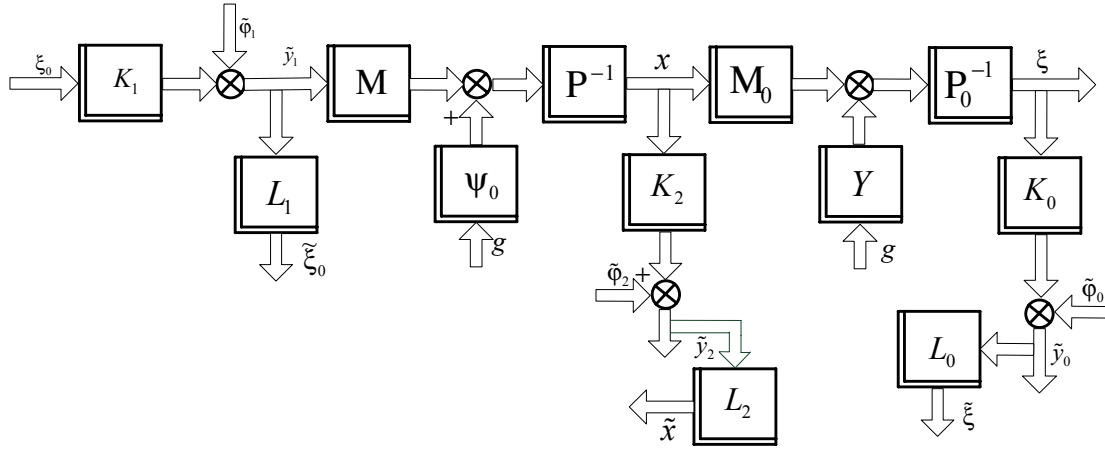 φ̃₁
ξ₀ K₁ ỹ₁ M P⁻¹ x M₀ P₀⁻¹ ξ
+ L₁ ψ₀ K₂ Y K₀
ξ̃₀ g g
φ̃₂ + φ̃₀
ỹ₂ L₀ ỹ₀
x̃ L₂ ξ̃